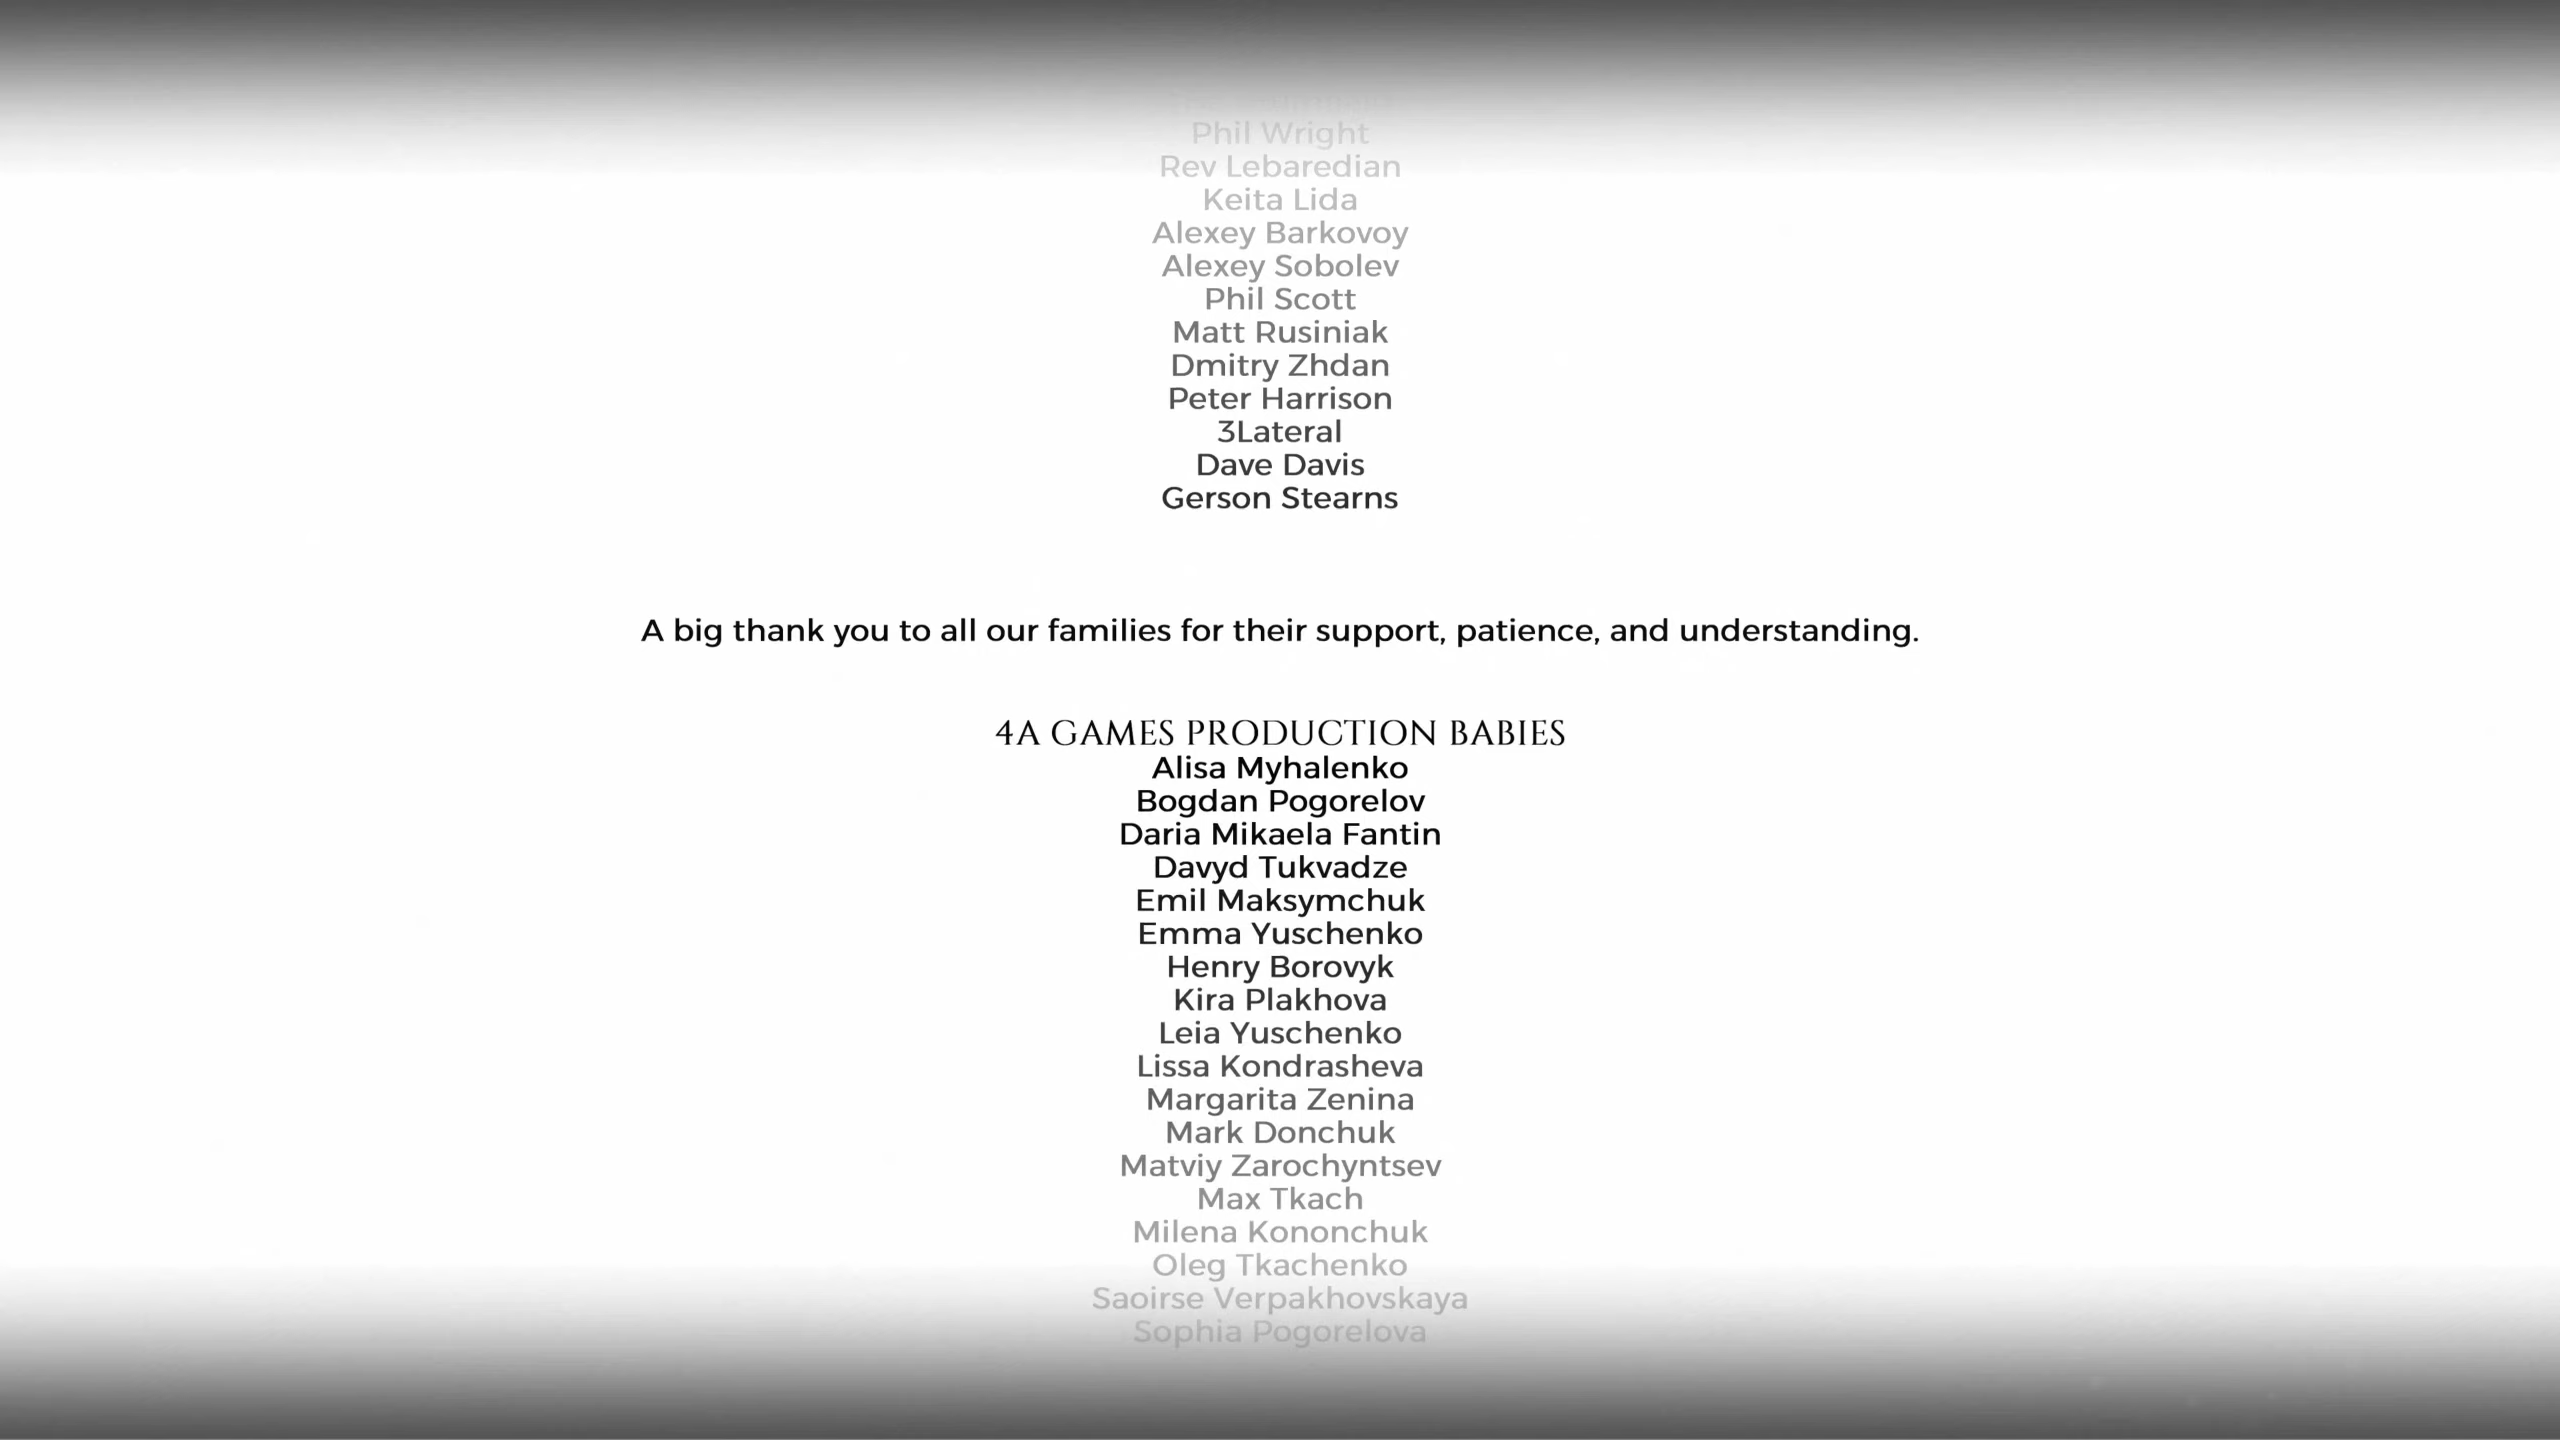 Phil Wright
Rev Lebaredian
Keita Lida
Alexey Barkovoy
Alexey Sobolev
Phil Scott
Matt Rusiniak
Dmitry Zhdan
Peter Harrison
3Lateral
Dave Davis
Gerson Stearns
A big thank you to all our families for their support, patience, and understanding.
4A GAMES PRODUCTION BABIES
Alisa Myhalenko
Bogdan Pogorelov
Daria Mikaela Fantin
Davyd Tukvadze
Emil Maksymchuk
Emma Yuschenko
Henry Borovyk
Kira Plakhova
Leia Yuschenko
Lissa Kondrasheva
Margarita Zenina
Mark Donchuk
Matviy Zarochyntsev
Max Tkach
Milena Kononchuk
Oleg Tkachenko
Saoirse Verpakhovskaya
Sophia Pogorelova